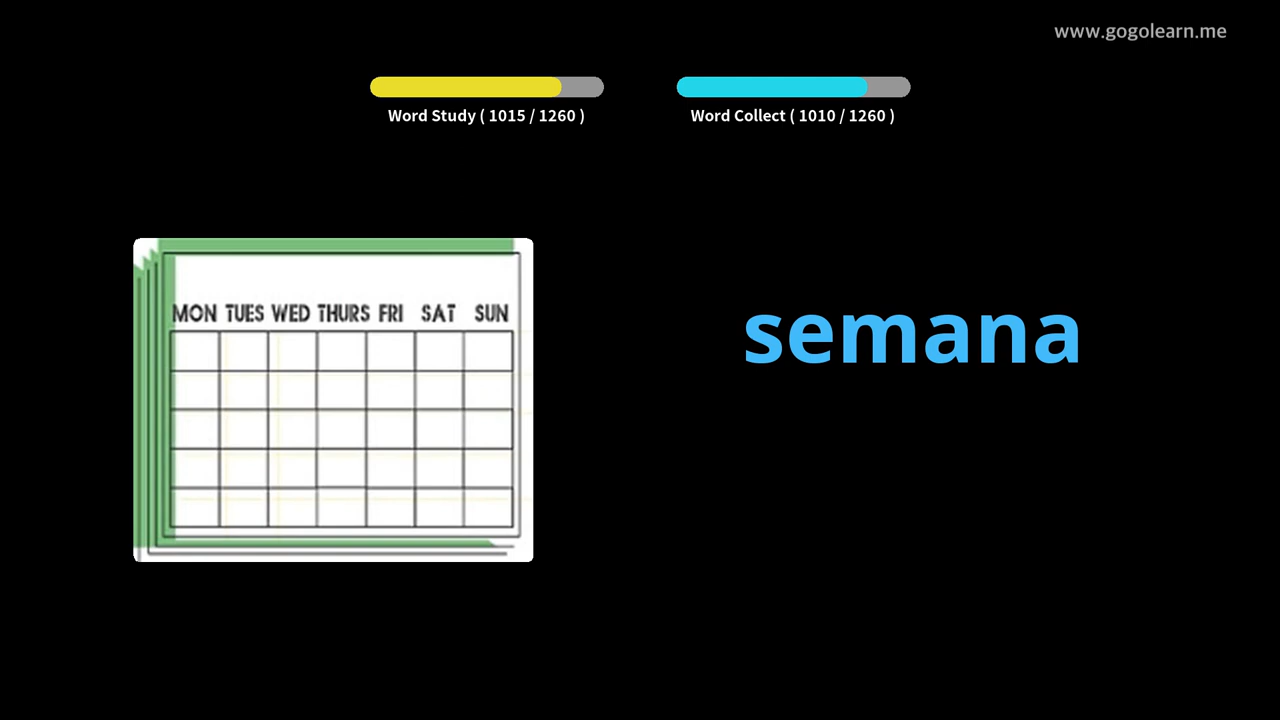 www.gogolearn.me
Word Study ( 1015 / 1260 )
Word Collect ( 1010 / 1260 )
MON TUES WED THURS FRI SAT SUN
semana